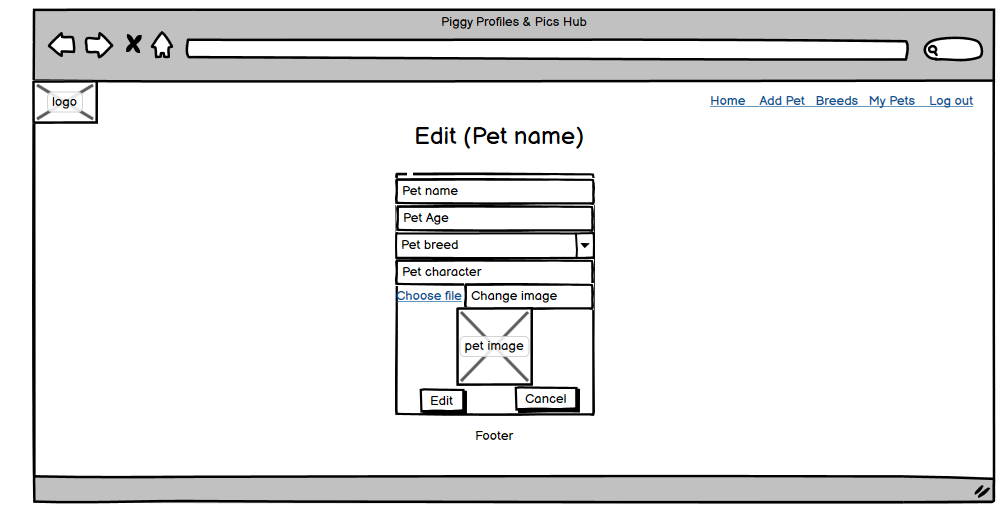 Piggy Profiles & Pics Hub
logo
Home Add Pet Breeds My Pets Log out
Edit (Pet name)
Pet name
Pet Age
Pet breed
Pet character
Choose file Change image
pet image
Edit Cancel
Footer